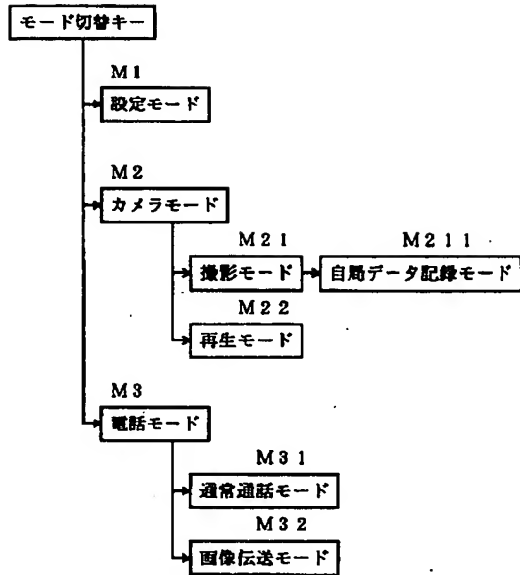 モード切替キー
M1
設定モード
M2
カメラモード
M21
撮影モード
M211
自局データ記録モード
M22
再生モード
M3
電話モード
M31
通常通話モード
M32
画像伝送モード